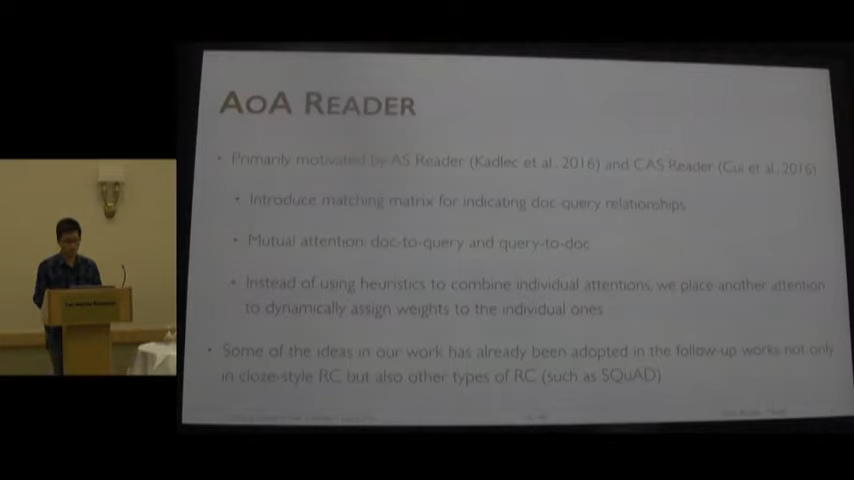 AOA READER
• Primarily motivated by AS Reader (Kadlec et al. 2016) and CAS Reader (Cui et al. 2016)
• Introduce matching matrix for indicating doc-query relationships
• Mutual attention: doc-to-query and query-to-doc
• Instead of using heuristics to combine individual attentions, we place another attention
to dynamically assign weights to the individual ones
• Some of the ideas in our work has already been adopted in the follow-up works not only
in cloze-style RC but also other types of RC (such as SQuAD)